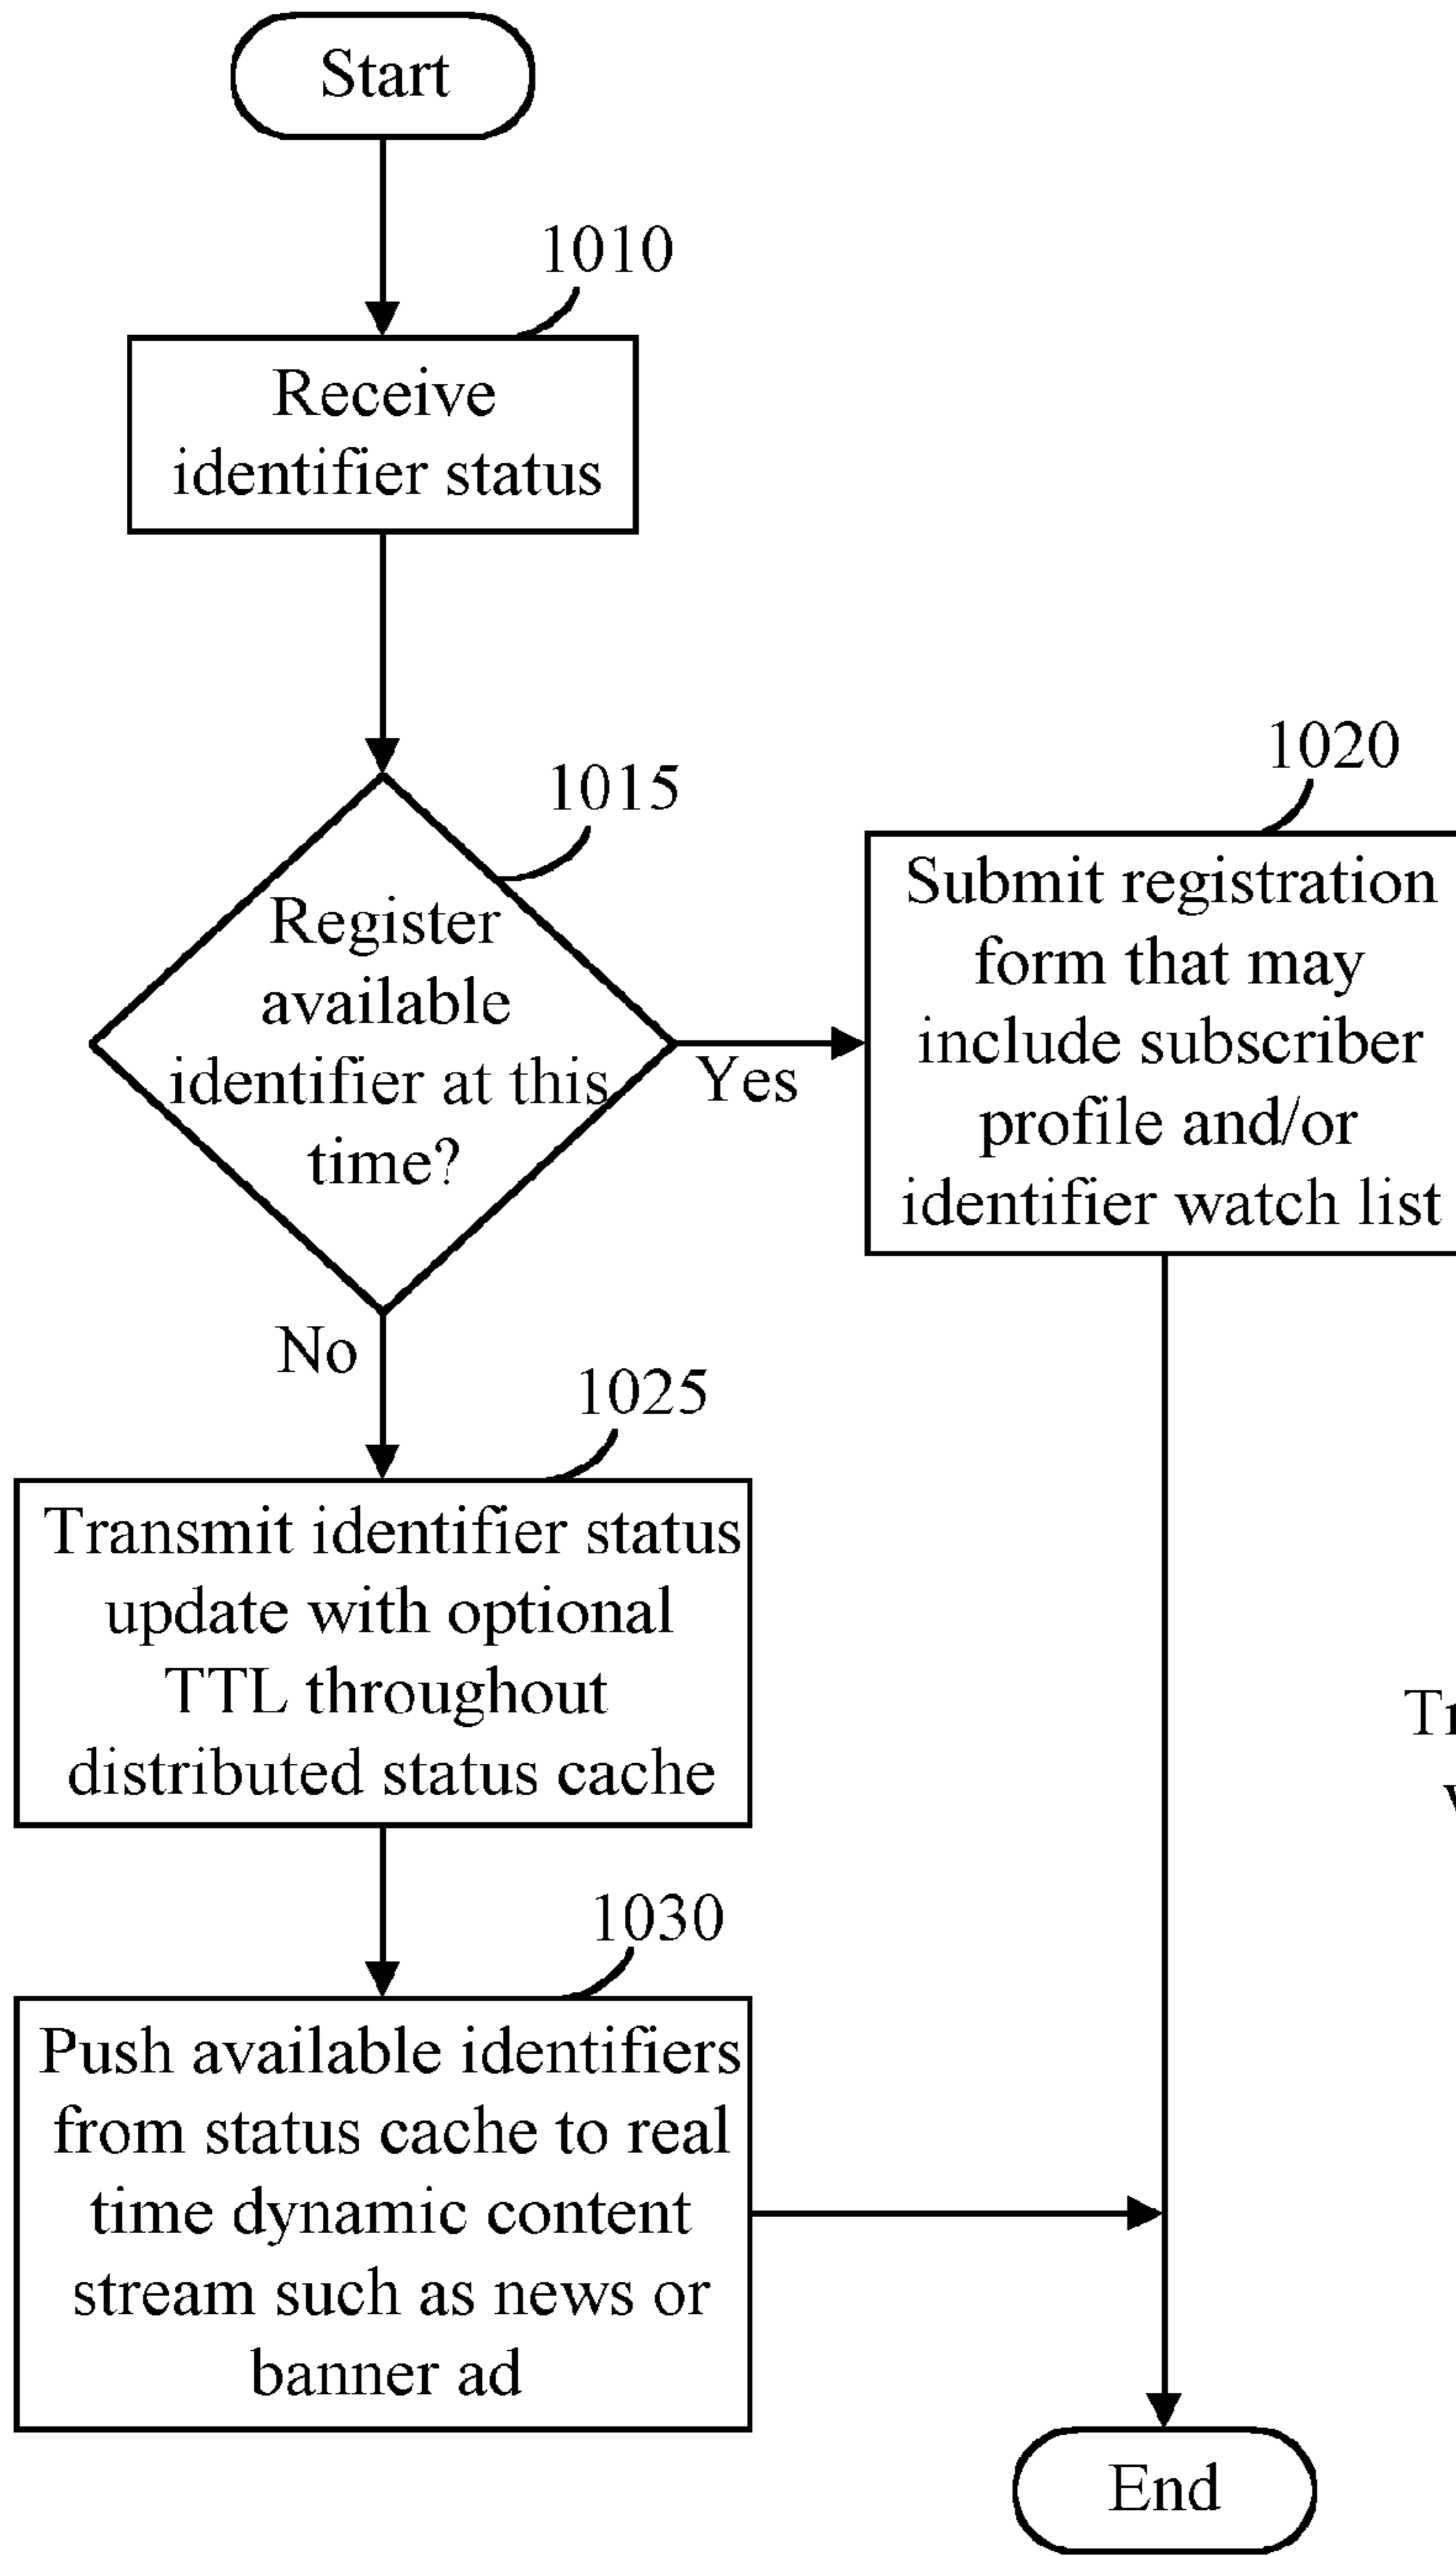 Start
1010
Receive
identifier status
1015
Register
available
identifier at this
time?
Yes
1020
Submit registration
form that may
include subscriber
profile and/or
identifier watch list
No
1025
Transmit identifier status
update with optional
TTL throughout
distributed status cache
1030
Push available identifiers
from status cache to real
time dynamic content
stream such as news or
banner ad
End